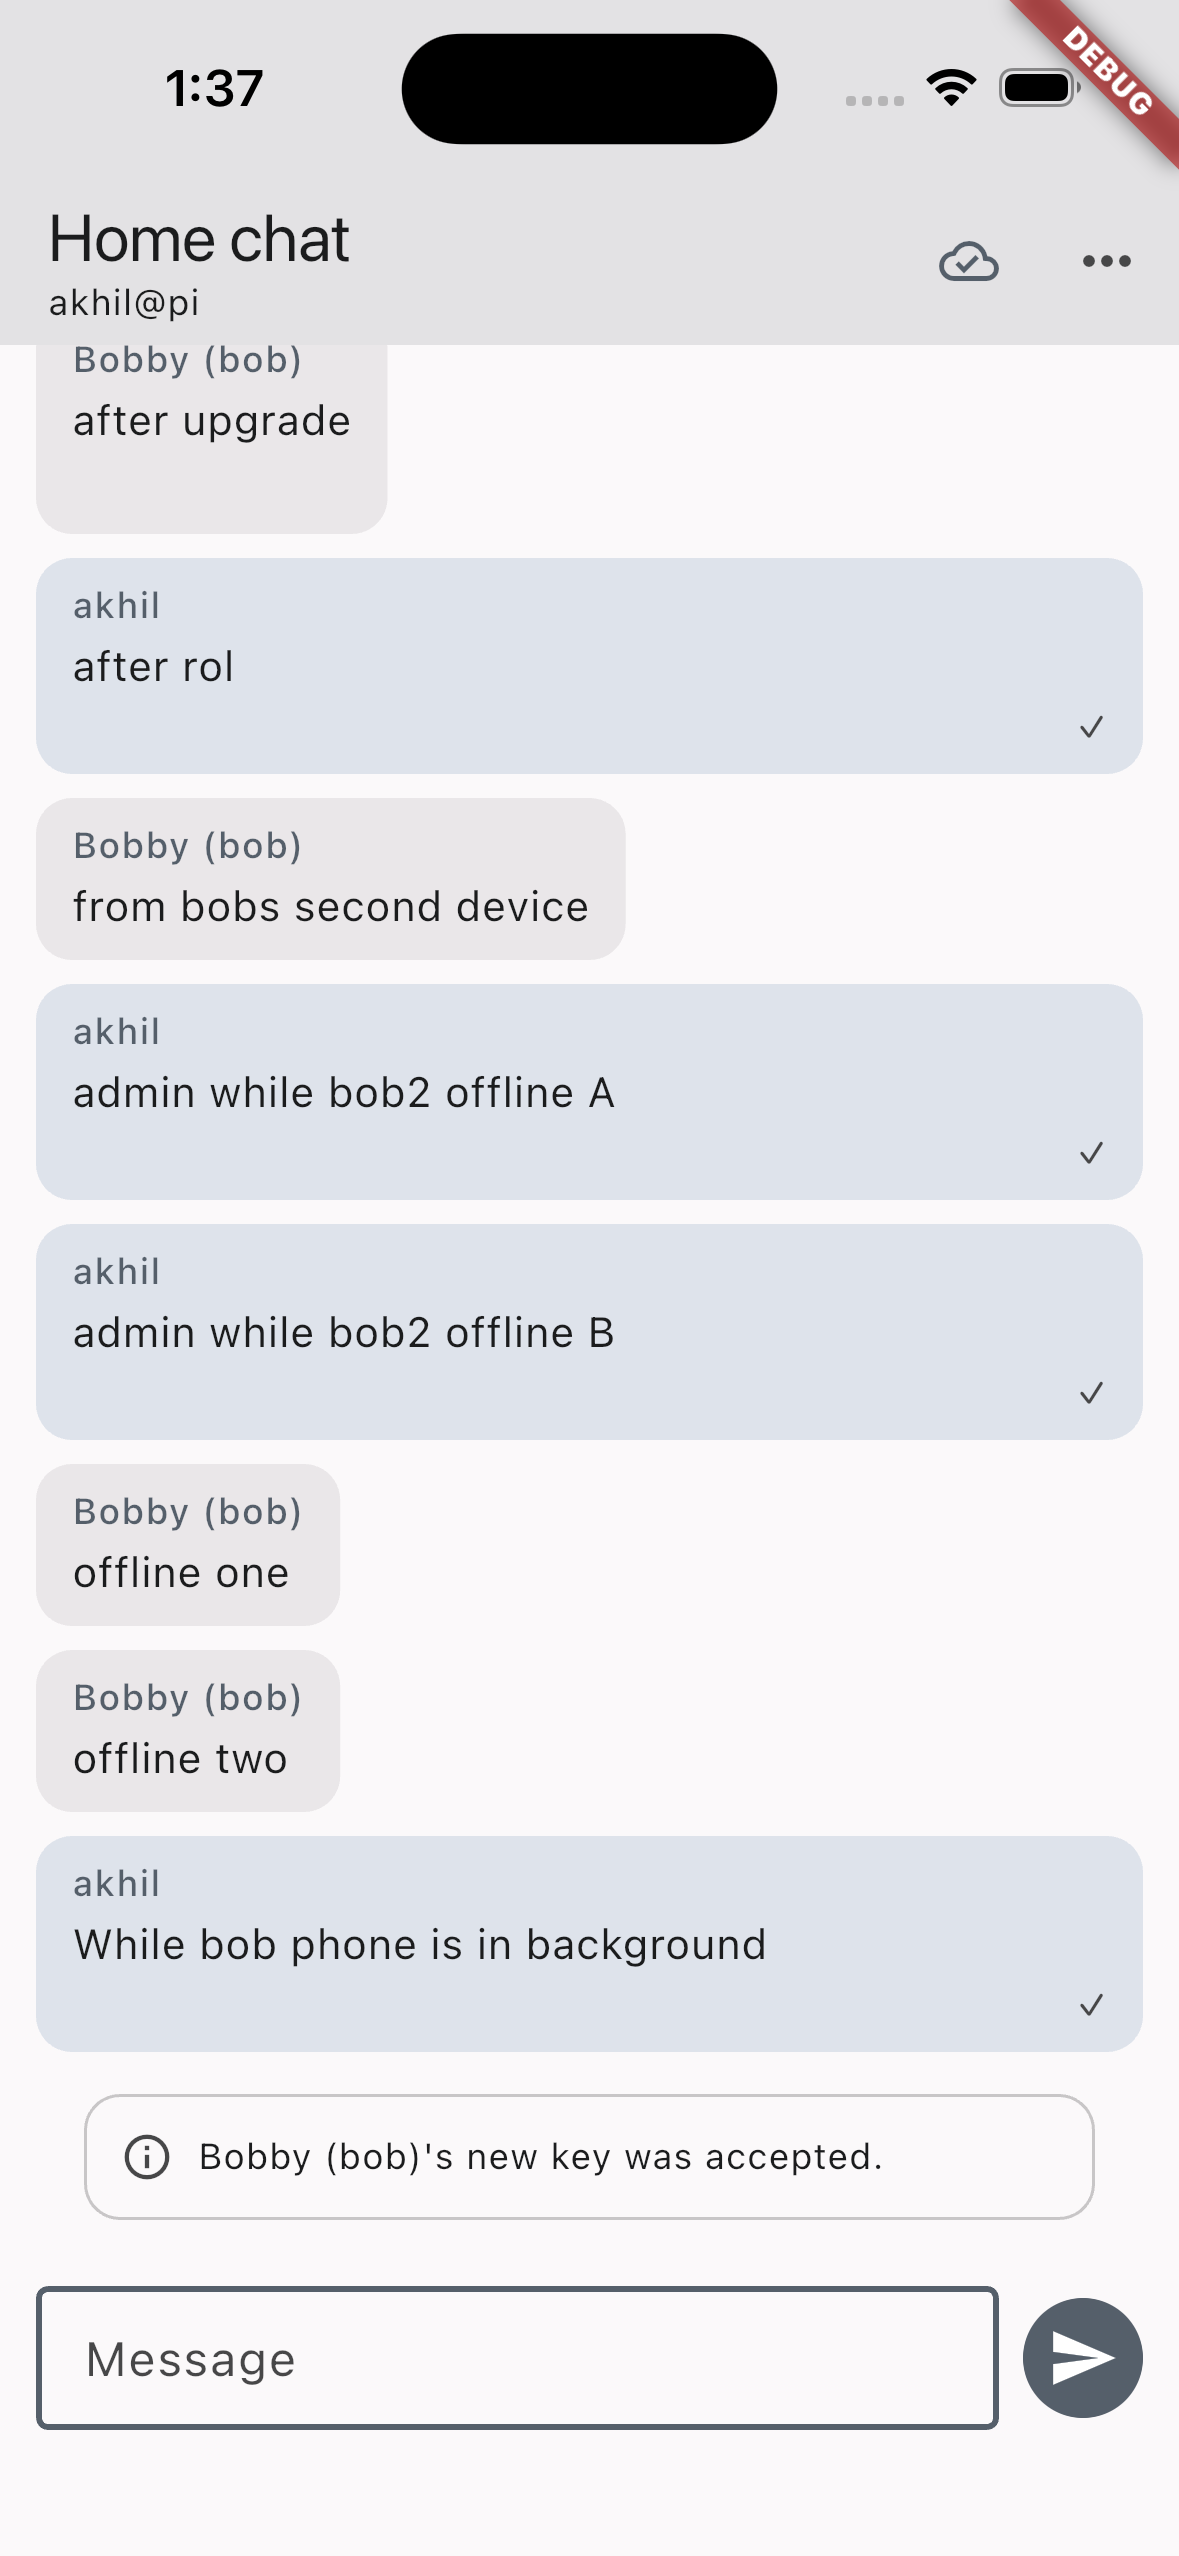 1:37
DEBUG
Home chat
akhil@pi
Bobby (bob)
after upgrade
akhil
after rol
Bobby (bob)
from bobs second device
akhil
admin while bob2 offline A
akhil
admin while bob2 offline B
Bobby (bob)
offline one
Bobby (bob)
offline two
akhil
While bob phone is in background
Bobby (bob)'s new key was accepted.
Message